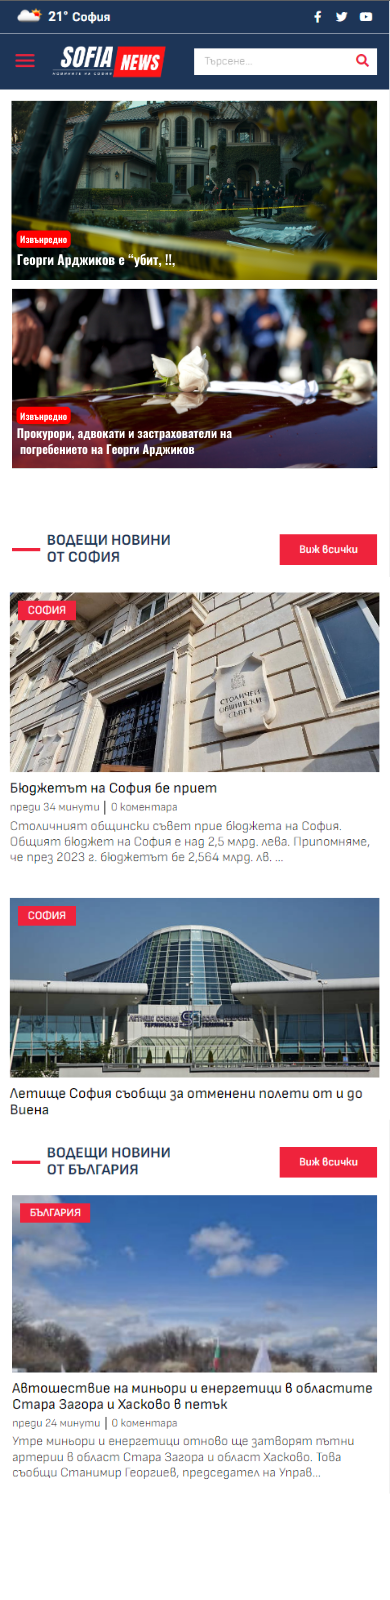 21° София
SOFIA NEWS
НОВИНИТЕ НА СОФИЯ
Търсене...
Извънредно
Георги Арджиков е “убит, !!,
Извънредно
Прокурори, адвокати и застрахователи на
погребението на Георги Арджиков
ВОДЕЩИ НОВИНИ
ОТ СОФИЯ
Виж всички
СОФИЯ
СТОЛИЧЕН
ОБЩИНСКИ
СЪВЕТ
Бюджетът на София бе приет
преди 34 минути | 0 коментара
Столичният общински съвет прие бюджета на София.
Общият бюджет на София е над 2,5 млрд. лева. Припомняме,
че през 2023 г. бюджетът бе 2,564 млрд. лв. ...
СОФИЯ
ЛЕТИЩЕ СОФИЯ
ТЕРМИНАЛ 2
Летище София съобщи за отменени полети от и до
Виена
ВОДЕЩИ НОВИНИ
ОТ БЪЛГАРИЯ
Виж всички
БЪЛГАРИЯ
Автошествие на миньори и енергетици в областите
Стара Загора и Хасково в петък
преди 24 минути | 0 коментара
Утре миньори и енергетици отново ще затворят пътни
артерии в област Стара Загора и област Хасково. Това
съобщи Станимир Георгиев, председател на Управ...